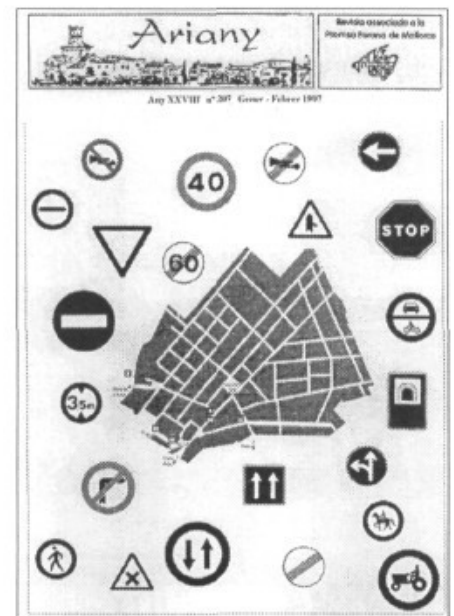 Ariany
Revista associada a la
Premsa Forana de Mallorca
Any XXVIII nº 207 Gener - Febrer 1997
40
STOP
60
3,5m